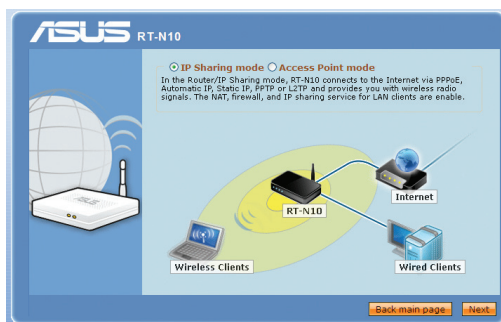 ASUS RT-N10
IP Sharing mode Access Point mode
In the Router/IP Sharing mode, RT-N10 connects to the Internet via PPPoE,
Automatic IP, Static IP, PPTP or L2TP and provides you with wireless radio
signals. The NAT, firewall, and IP sharing service for LAN clients are enable.
Internet
RT-N10
Wireless Clients
Wired Clients
Back main page Next